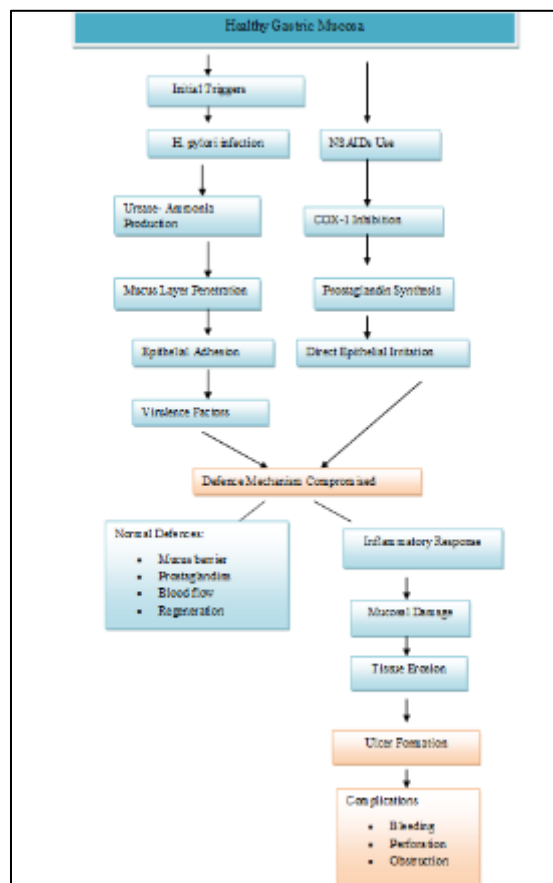 Healthy Gastric Mucosa
Initial Triggers
H. pylori infection
NSAIDs Use
Urease- Ammonia
Production
COX-1 Inhibition
Mucus Layer Penetration
Prostaglandin Synthesis
Epithelial Adhesion
Direct Epithelial Irritation
Virulence Factors
Defence Mechanism Compromised
Normal Defences:
• Mucus barrier
• Prostaglandins
• Blood flow
• Regeneration
Inflammatory Response
Mucosal Damage
Tissue Erosion
Ulcer Formation
Complications
• Bleeding
• Perforation
• Obstruction